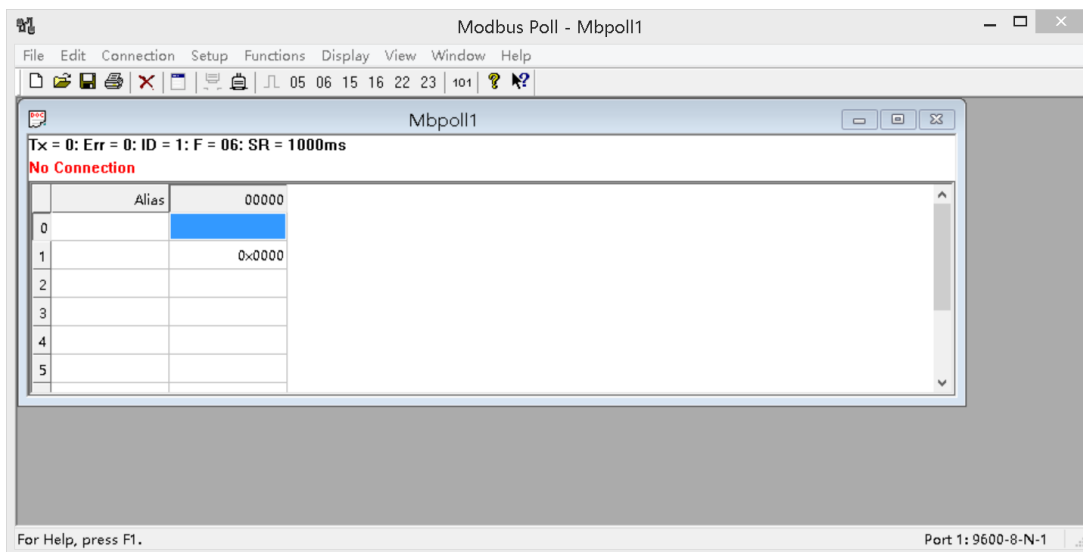 Modbus Poll - Mbpoll1
File Edit Connection Setup Functions Display View Window Help
05 06 15 16 22 23 101
Mbpoll1
Tx = 0: Err = 0: ID = 1: F = 06: SR = 1000ms
No Connection
Alias 00000
0
1 0x0000
2
3
4
5
For Help, press F1. Port 1: 9600-8-N-1